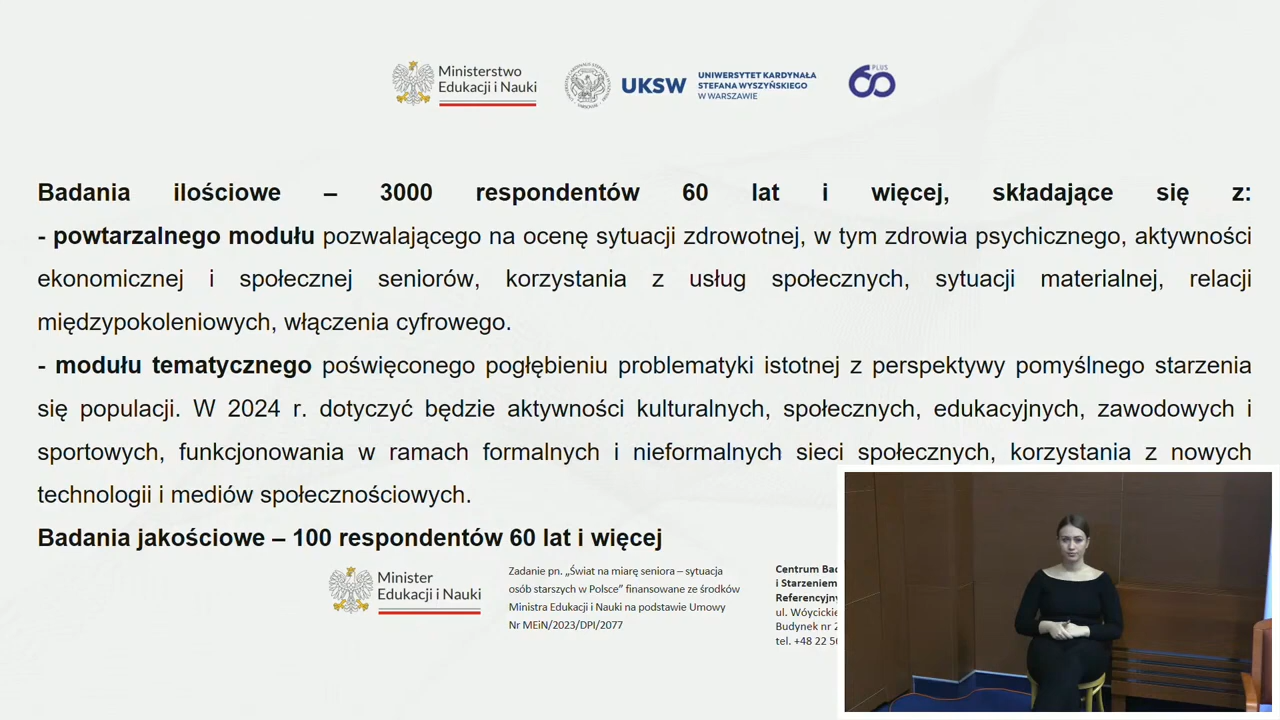 Ministerstwo
Edukacji i Nauki
UKSW
UNIWERSYTET KARDYNAŁA
STEFANA WYSZYŃSKIEGO
W WARSZAWIE
60 PLUS
Badania ilościowe – 3000 respondentów 60 lat i więcej, składające się z:
- powtarzalnego modułu pozwalającego na ocenę sytuacji zdrowotnej, w tym zdrowia psychicznego, aktywności
ekonomicznej i społecznej seniorów, korzystania z usług społecznych, sytuacji materialnej, relacji
międzypokoleniowych, włączenia cyfrowego.
- modułu tematycznego poświęconego pogłębieniu problematyki istotnej z perspektywy pomyślnego starzenia
się populacji. W 2024 r. dotyczyć będzie aktywności kulturalnych, społecznych, edukacyjnych, zawodowych i
sportowych, funkcjonowania w ramach formalnych i nieformalnych sieci społecznych, korzystania z nowych
technologii i mediów społecznościowych.
Badania jakościowe – 100 respondentów 60 lat i więcej
Minister
Edukacji i Nauki
Zadanie pn. „Świat na miarę seniora – sytuacja
osób starszych w Polsce” finansowane ze środków
Ministra Edukacji i Nauki na podstawie Umowy
Nr MEiN/2023/DPI/2077
Centrum Bad
i Starzeniem
Referencyjny
ul. Wóycickie
Budynek nr 2
tel. +48 22 56